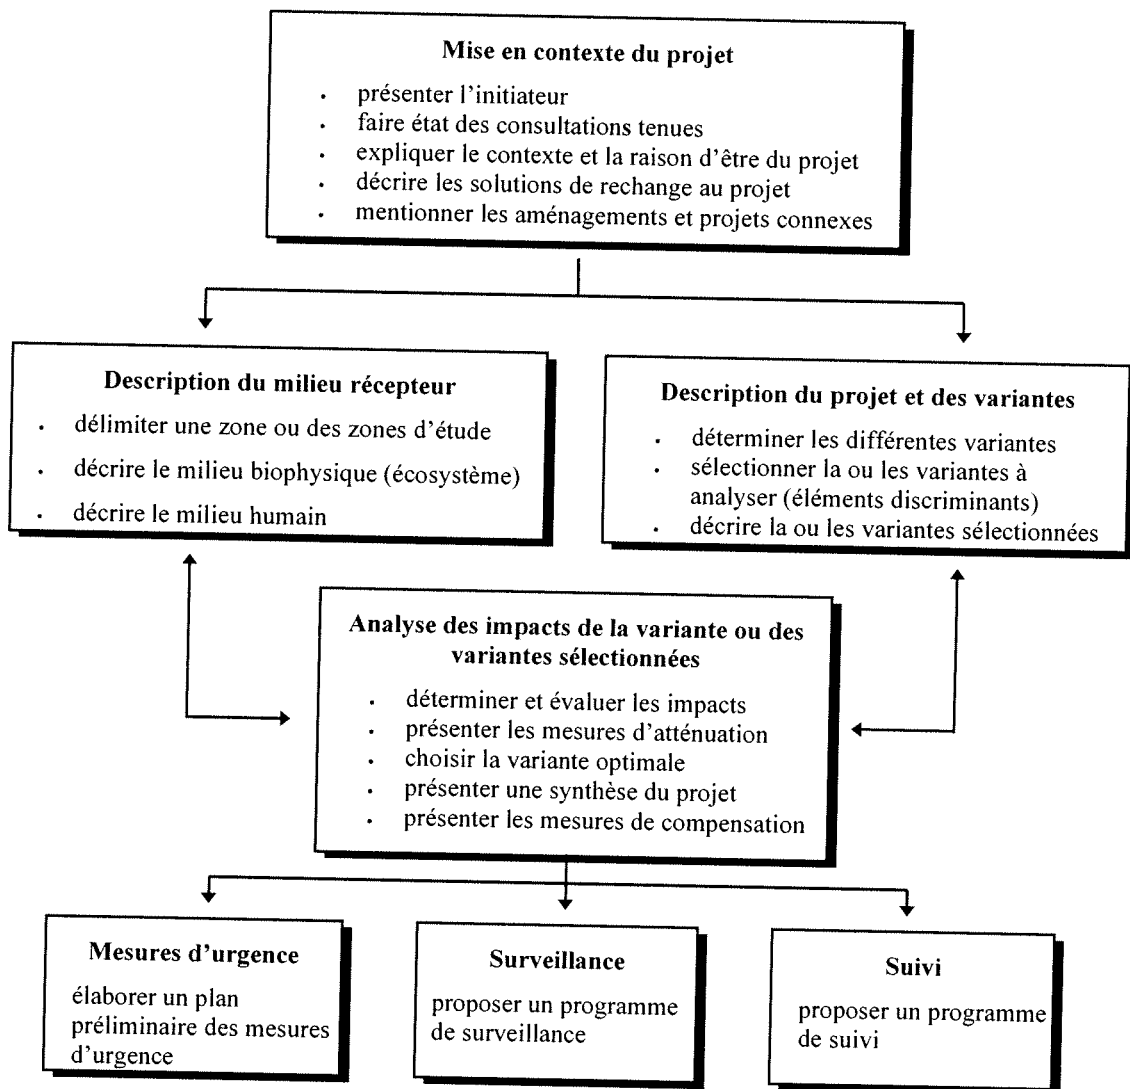 Mise en contexte du projet
· présenter l'initiateur
· faire état des consultations tenues
· expliquer le contexte et la raison d'être du projet
· décrire les solutions de rechange au projet
· mentionner les aménagements et projets connexes
Description du milieu récepteur
· délimiter une zone ou des zones d'étude
· décrire le milieu biophysique (écosystème)
· décrire le milieu humain
Description du projet et des variantes
· déterminer les différentes variantes
· sélectionner la ou les variantes à
analyser (éléments discriminants)
· décrire la ou les variantes sélectionnées
Analyse des impacts de la variante ou des
variantes sélectionnées
· déterminer et évaluer les impacts
· présenter les mesures d'atténuation
· choisir la variante optimale
· présenter une synthèse du projet
· présenter les mesures de compensation
Mesures d'urgence
élaborer un plan
préliminaire des mesures
d'urgence
Surveillance
proposer un programme
de surveillance
Suivi
proposer un programme
de suivi